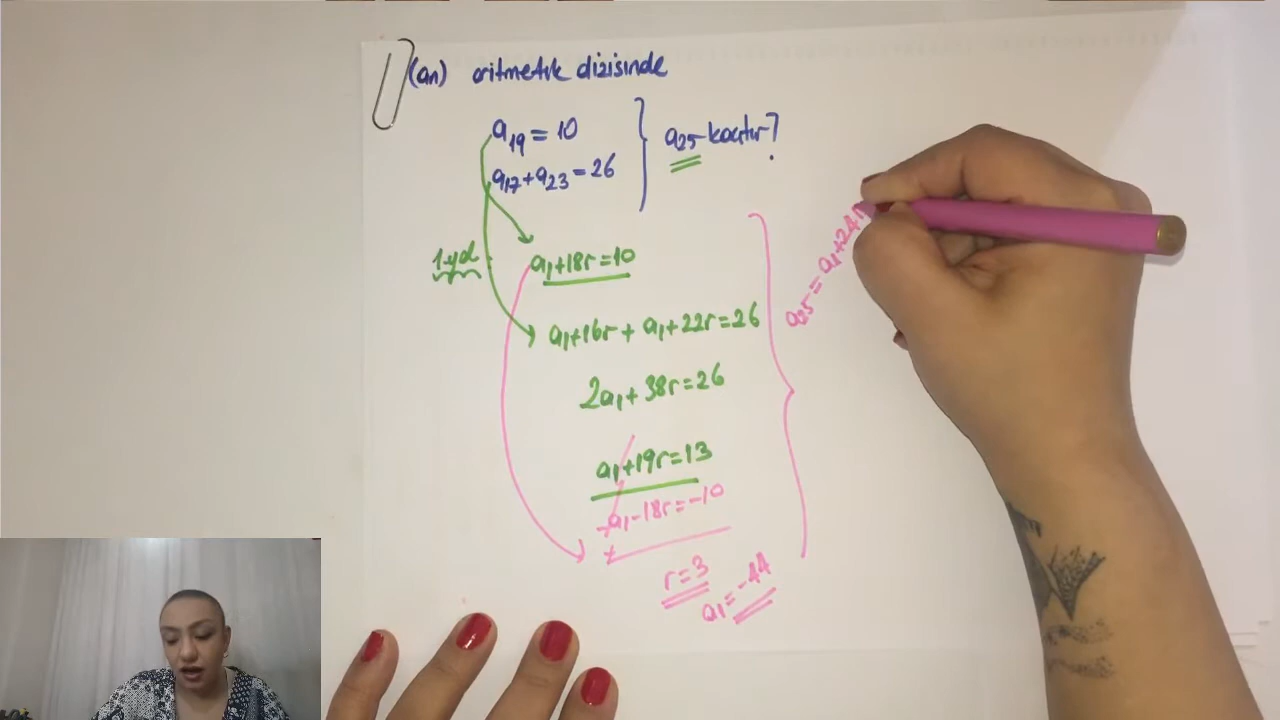 (an) aritmetik dizisinde
a19 = 10
a17+a23 = 26
a25 kaçtır?
1.yol
a1+18r=10
a1+16r + a1+22r=26
2a1+38r=26
a1+19r=13
-a1-18r=-10
+
r=3
a1=-44
a25 = a1+24r